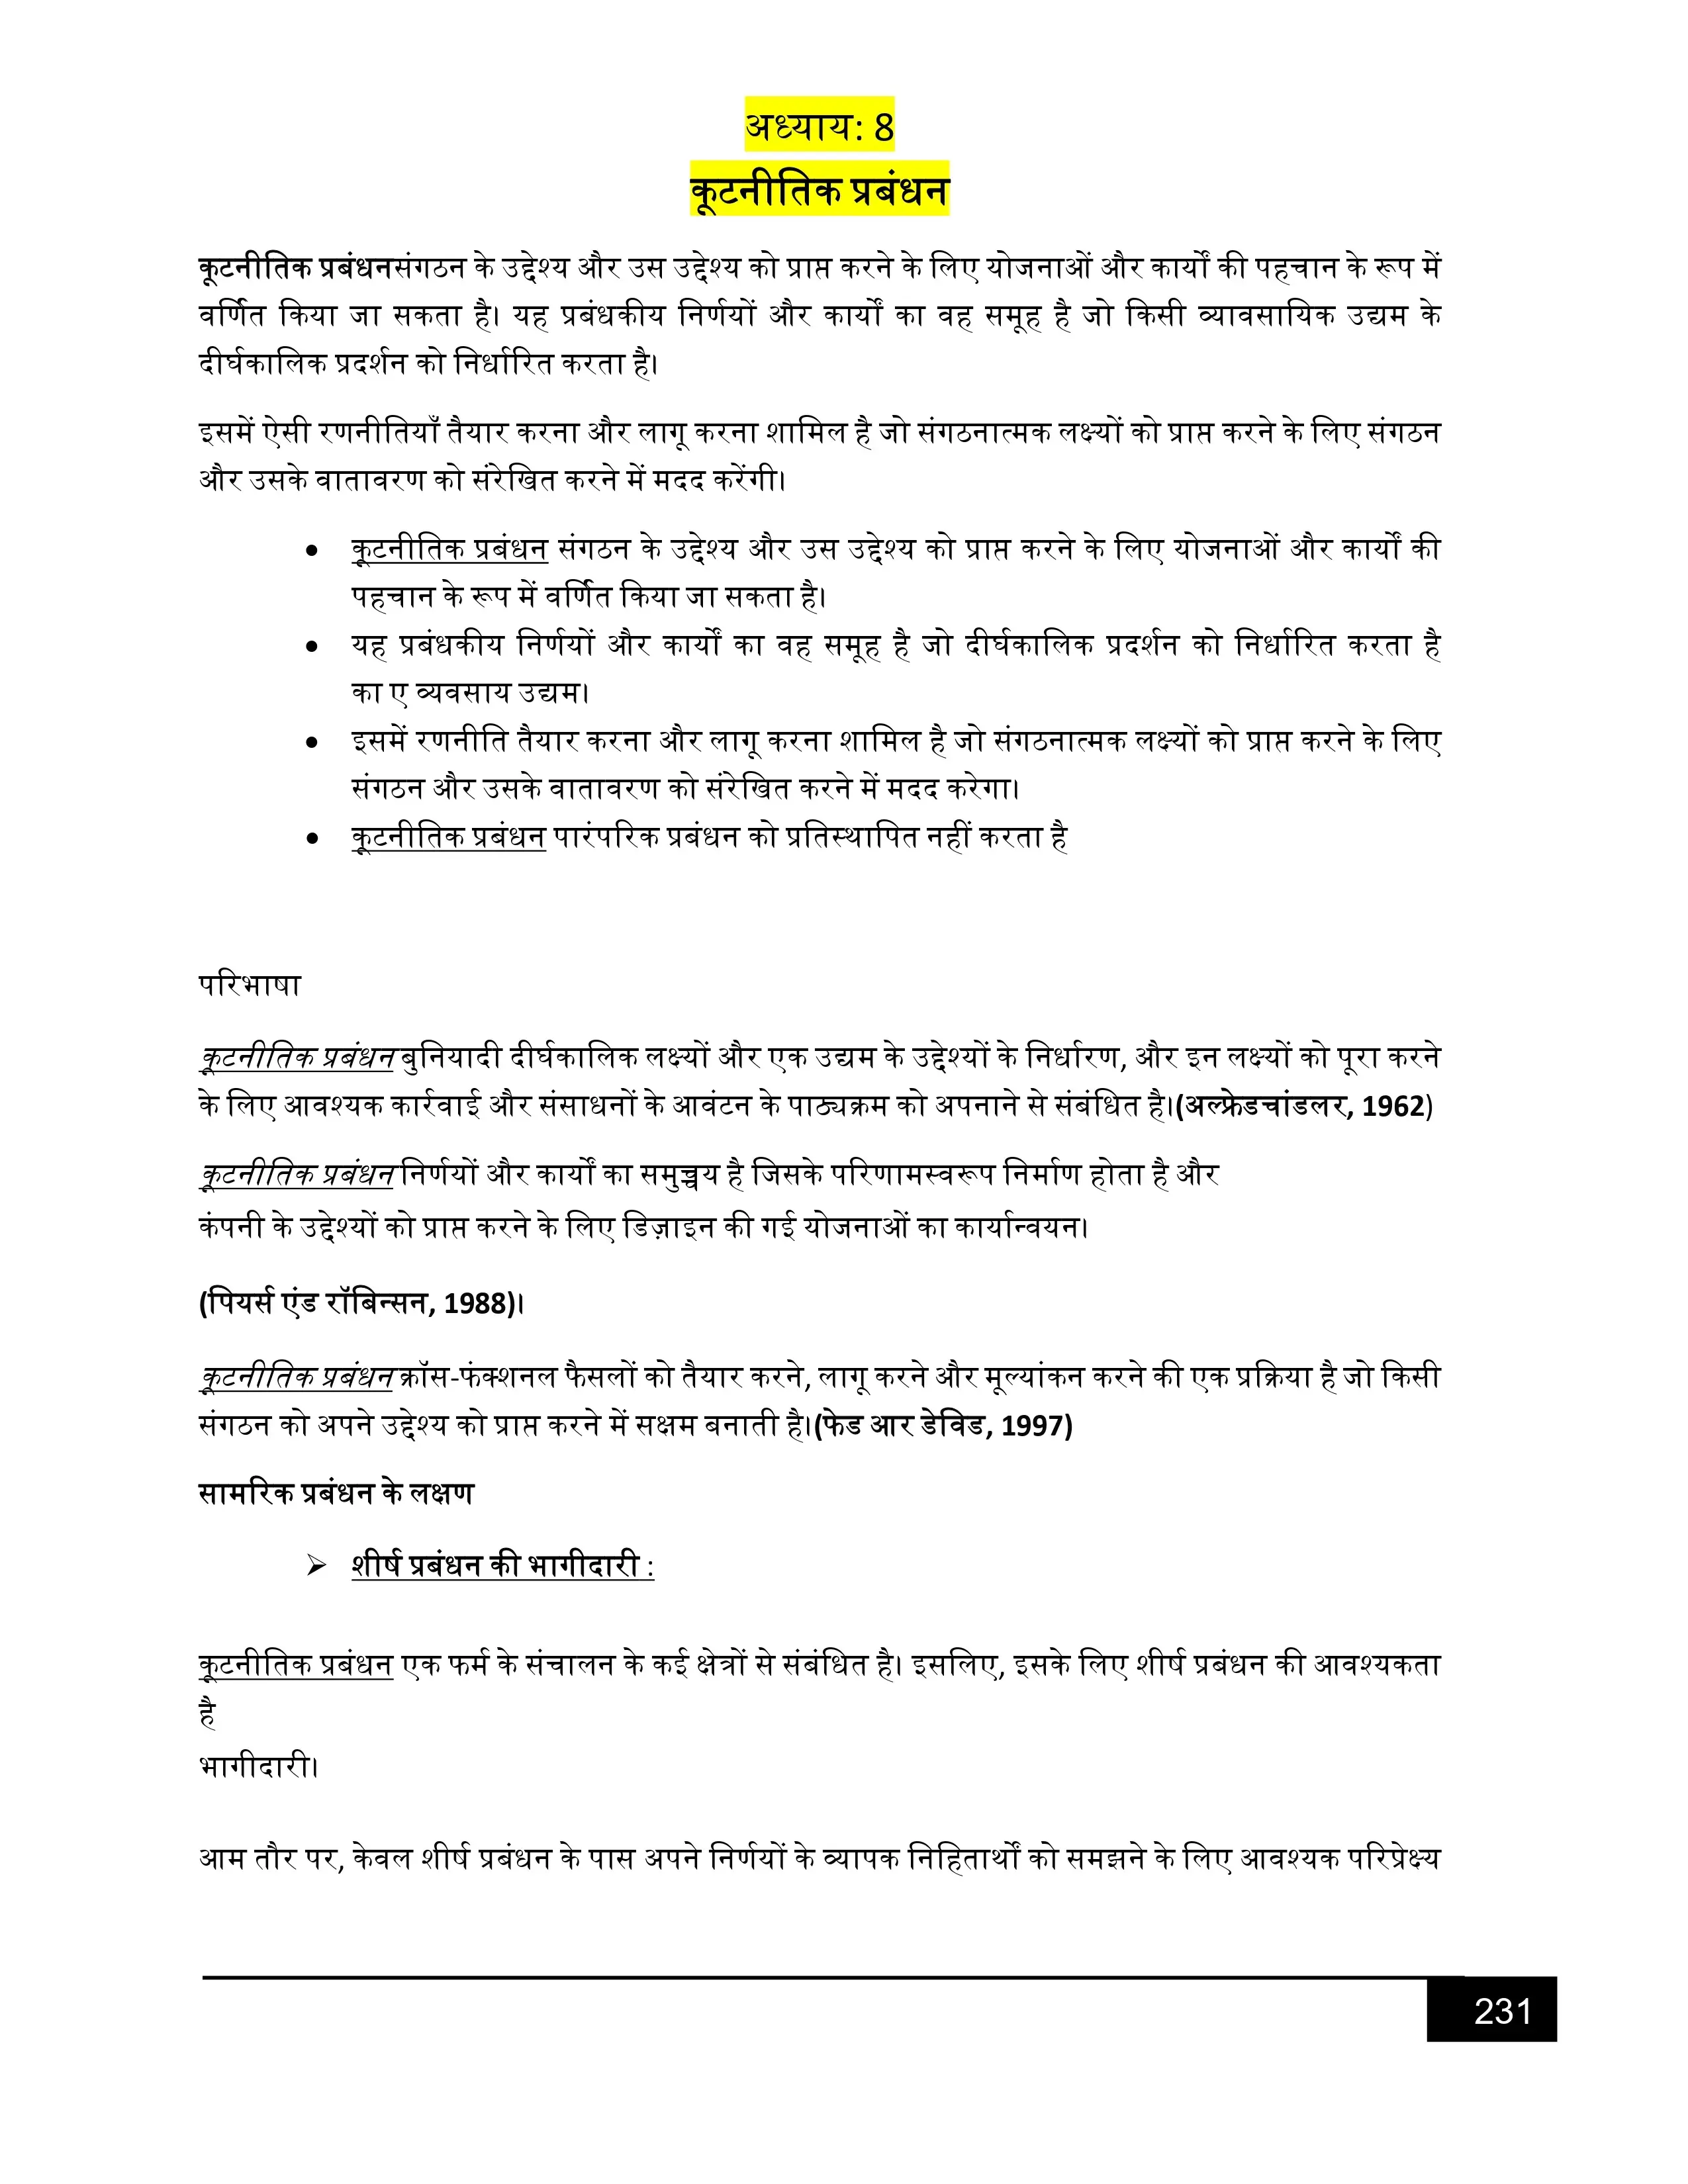 अध्याय: 8
कूटनीतिक प्रबंधन
कूटनीतिक प्रबंधनसंगठन के उद्देश्य और उस उद्देश्य को प्राप्त करने के लिए योजनाओं और कार्यों की पहचान के रूप में
वर्णित किया जा सकता है। यह प्रबंधकीय निर्णयों और कार्यों का वह समूह है जो किसी व्यावसायिक उद्यम के
दीर्घकालिक प्रदर्शन को निर्धारित करता है।
इसमें ऐसी रणनीतियाँ तैयार करना और लागू करना शामिल है जो संगठनात्मक लक्ष्यों को प्राप्त करने के लिए संगठन
और उसके वातावरण को संरेखित करने में मदद करेंगी।
• कूटनीतिक प्रबंधन संगठन के उद्देश्य और उस उद्देश्य को प्राप्त करने के लिए योजनाओं और कार्यों की
पहचान के रूप में वर्णित किया जा सकता है।
• यह प्रबंधकीय निर्णयों और कार्यों का वह समूह है जो दीर्घकालिक प्रदर्शन को निर्धारित करता है
का ए व्यवसाय उद्यम।
• इसमें रणनीति तैयार करना और लागू करना शामिल है जो संगठनात्मक लक्ष्यों को प्राप्त करने के लिए
संगठन और उसके वातावरण को संरेखित करने में मदद करेगा।
• कूटनीतिक प्रबंधन पारंपरिक प्रबंधन को प्रतिस्थापित नहीं करता है
परिभाषा
कूटनीतिक प्रबंधन बुनियादी दीर्घकालिक लक्ष्यों और एक उद्यम के उद्देश्यों के निर्धारण, और इन लक्ष्यों को पूरा करने
के लिए आवश्यक कार्रवाई और संसाधनों के आवंटन के पाठ्यक्रम को अपनाने से संबंधित है।(अल्फ्रेडचांडलर, 1962)
कूटनीतिक प्रबंधन निर्णयों और कार्यों का समुच्चय है जिसके परिणामस्वरूप निर्माण होता है और
कंपनी के उद्देश्यों को प्राप्त करने के लिए डिज़ाइन की गई योजनाओं का कार्यान्वयन।
(पियर्स एंड रॉबिन्सन, 1988)।
कूटनीतिक प्रबंधन क्रॉस-फंक्शनल फैसलों को तैयार करने, लागू करने और मूल्यांकन करने की एक प्रक्रिया है जो किसी
संगठन को अपने उद्देश्य को प्राप्त करने में सक्षम बनाती है।(फेड आर डेविड, 1997)
सामरिक प्रबंधन के लक्षण
➢ शीर्ष प्रबंधन की भागीदारी :
कूटनीतिक प्रबंधन एक फर्म के संचालन के कई क्षेत्रों से संबंधित है। इसलिए, इसके लिए शीर्ष प्रबंधन की आवश्यकता
है
भागीदारी।
आम तौर पर, केवल शीर्ष प्रबंधन के पास अपने निर्णयों के व्यापक निहितार्थों को समझने के लिए आवश्यक परिप्रेक्ष्य
231